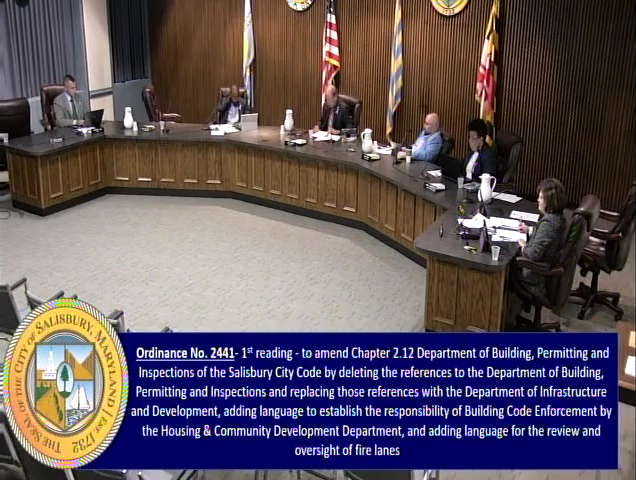 Ordinance No. 2441- 1st reading - to amend Chapter 2.12 Department of Building, Permitting and
Inspections of the Salisbury City Code by deleting the references to the Department of Building,
Permitting and Inspections and replacing those references with the Department of Infrastructure
and Development, adding language to establish the responsibility of Building Code Enforcement by
the Housing & Community Development Department, and adding language for the review and
oversight of fire lanes
THE SEAL OF THE CITY OF SALISBURY, MARYLAND
EST 1732